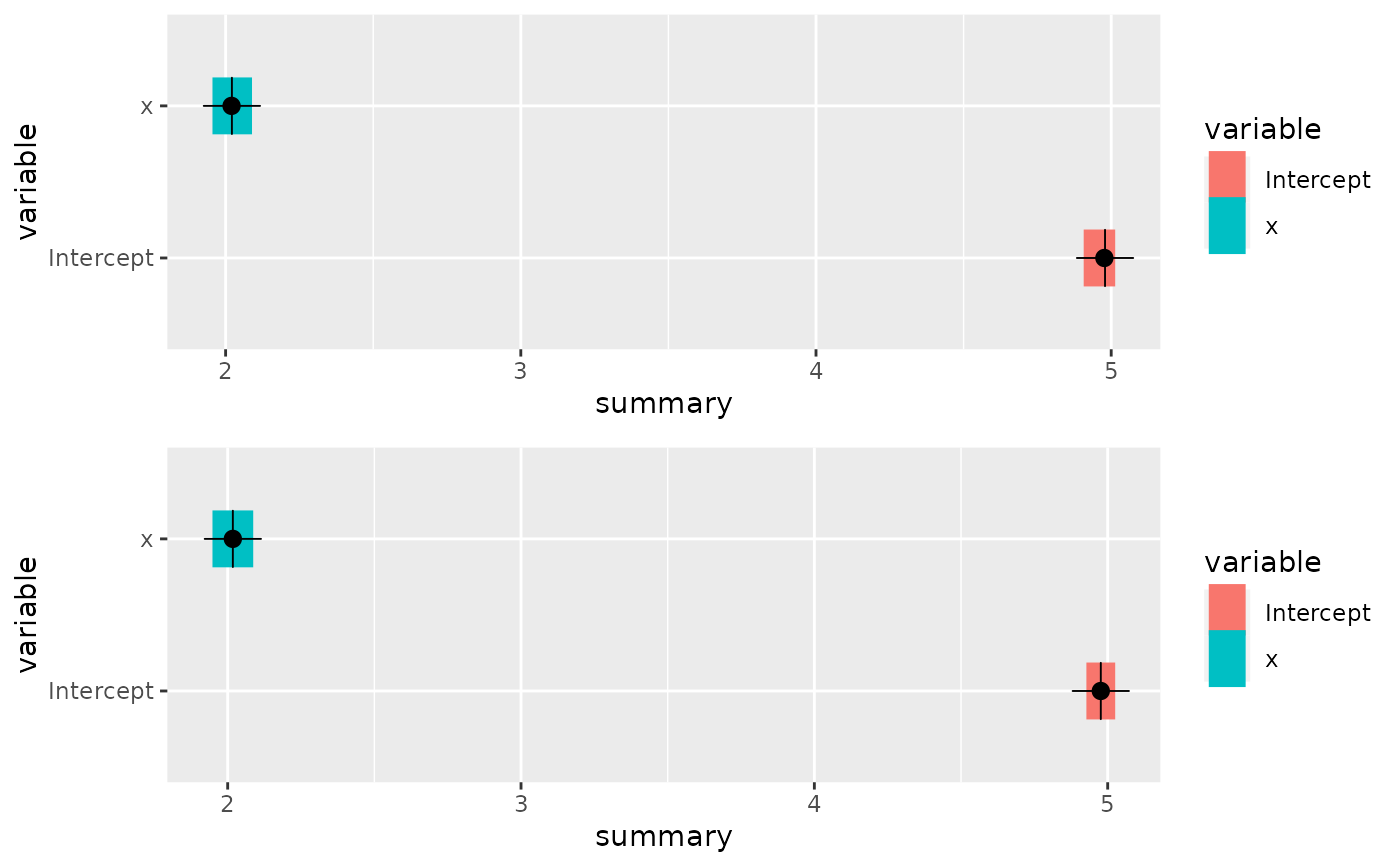 variable
x
Intercept
2 3 4 5
summary
variable
Intercept
x
variable
x
Intercept
2 3 4 5
summary
variable
Intercept
x